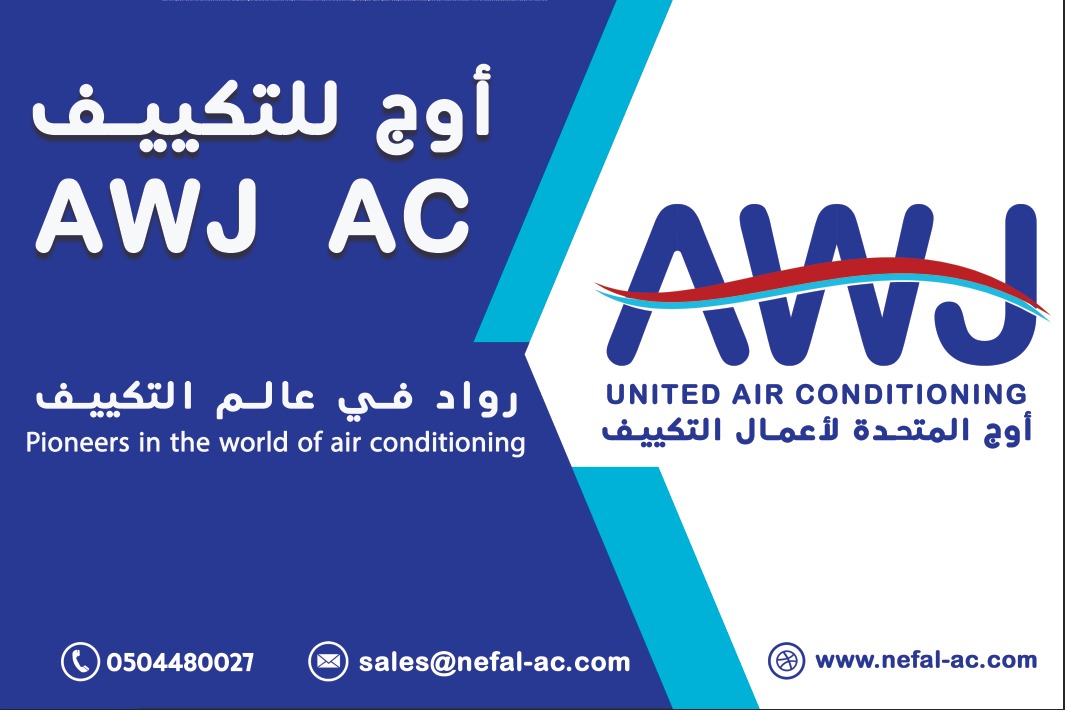 أوج للتكييف
AWJ AC
رواد في عالم التكييف
Pioneers in the world of air conditioning
AWJ
UNITED AIR CONDITIONING
أوج المتحدة لأعمال التكييف
0504480027
sales@nefal-ac.com
www.nefal-ac.com